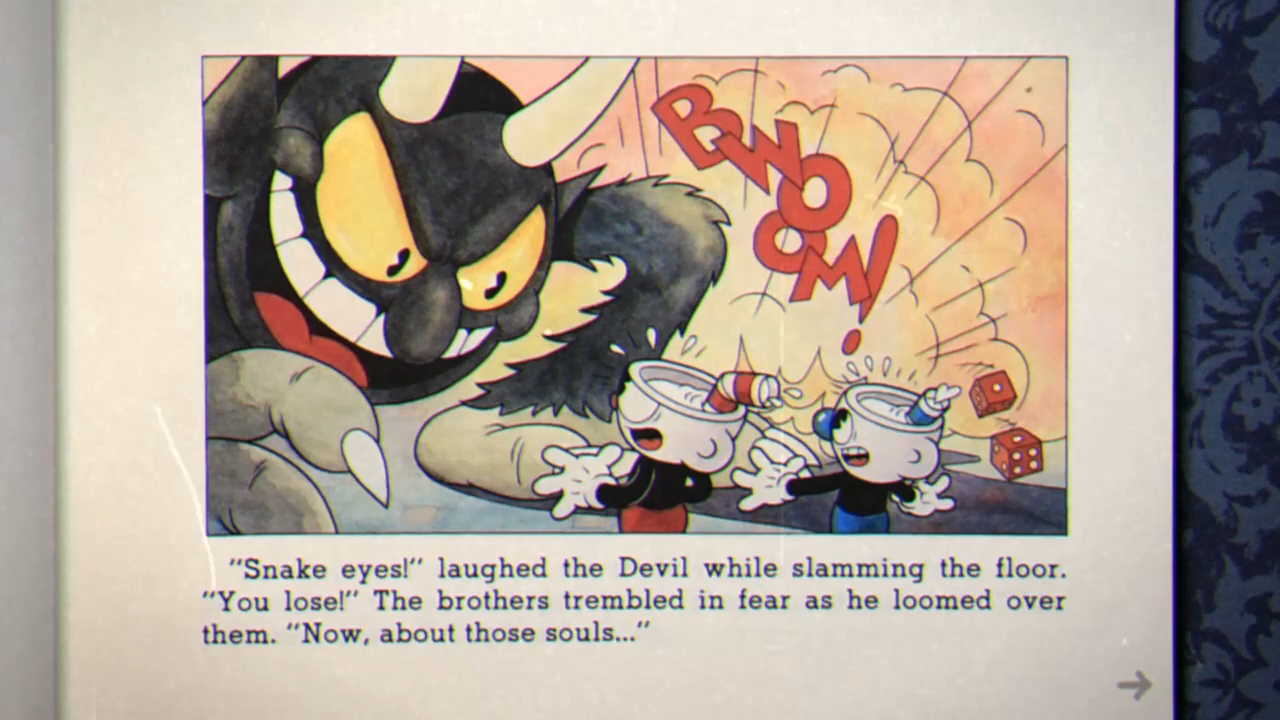 BWOOM!
"Snake eyes!" laughed the Devil while slamming the floor.
"You lose!" The brothers trembled in fear as he loomed over
them. "Now, about those souls..."